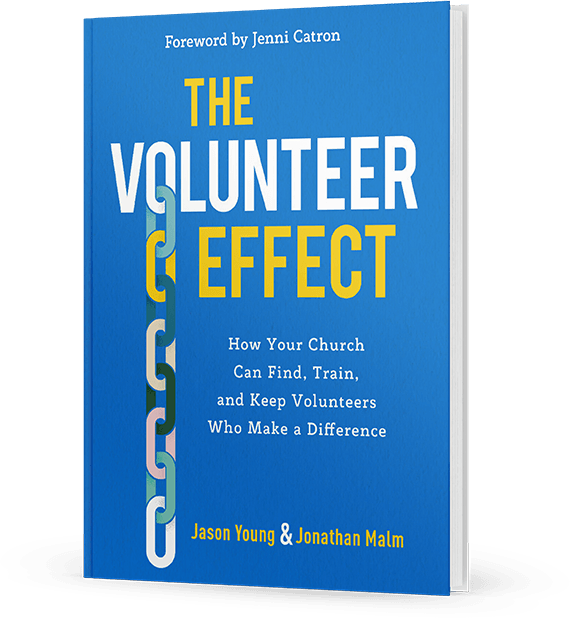 Foreword by Jenni Catron
THE
VOLUNTEER
EFFECT
How Your Church
Can Find, Train,
and Keep Volunteers
Who Make a Difference
Jason Young & Jonathan Malm